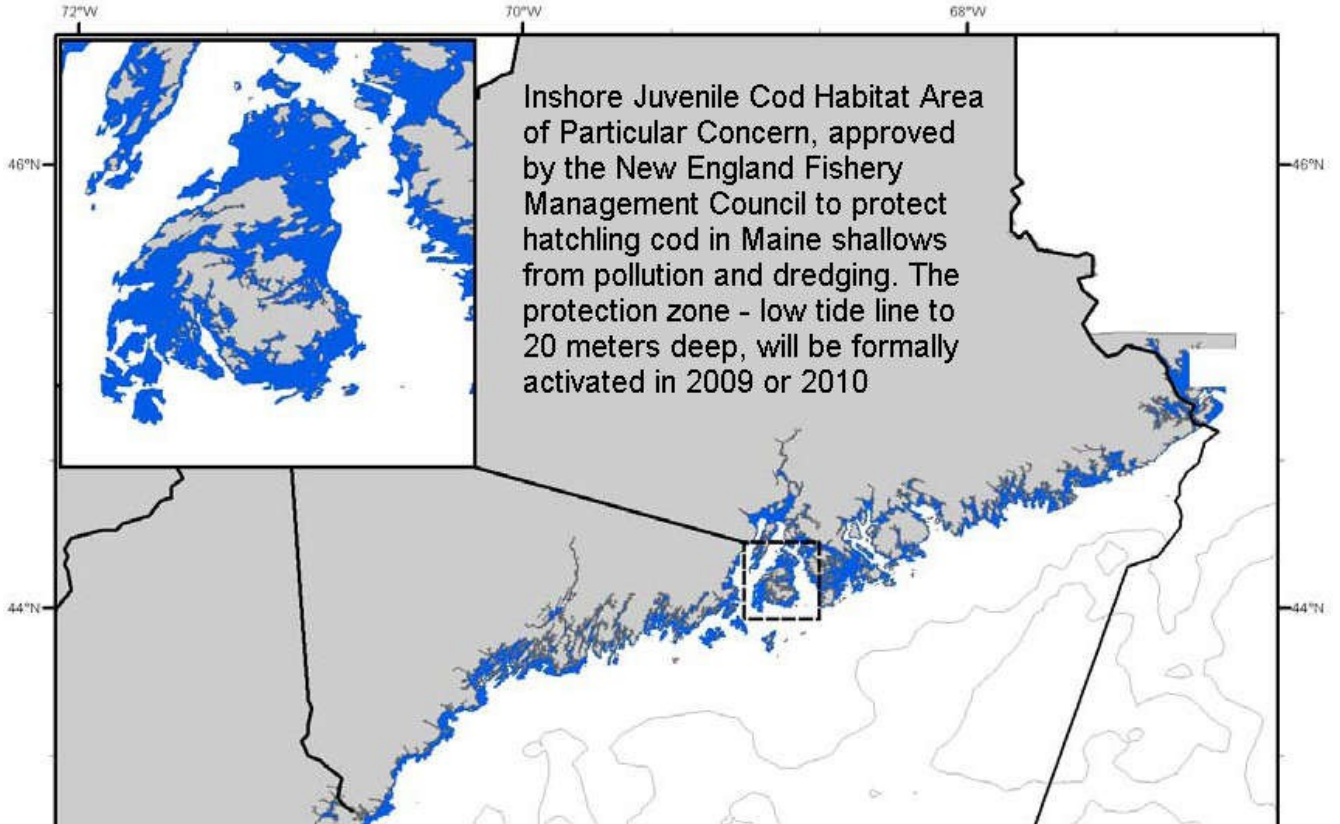 72°W 70°W 68°W
Inshore Juvenile Cod Habitat Area
of Particular Concern, approved
by the New England Fishery
Management Council to protect
hatchling cod in Maine shallows
from pollution and dredging. The
protection zone - low tide line to
20 meters deep, will be formally
activated in 2009 or 2010
46°N 46°N
44°N 44°N